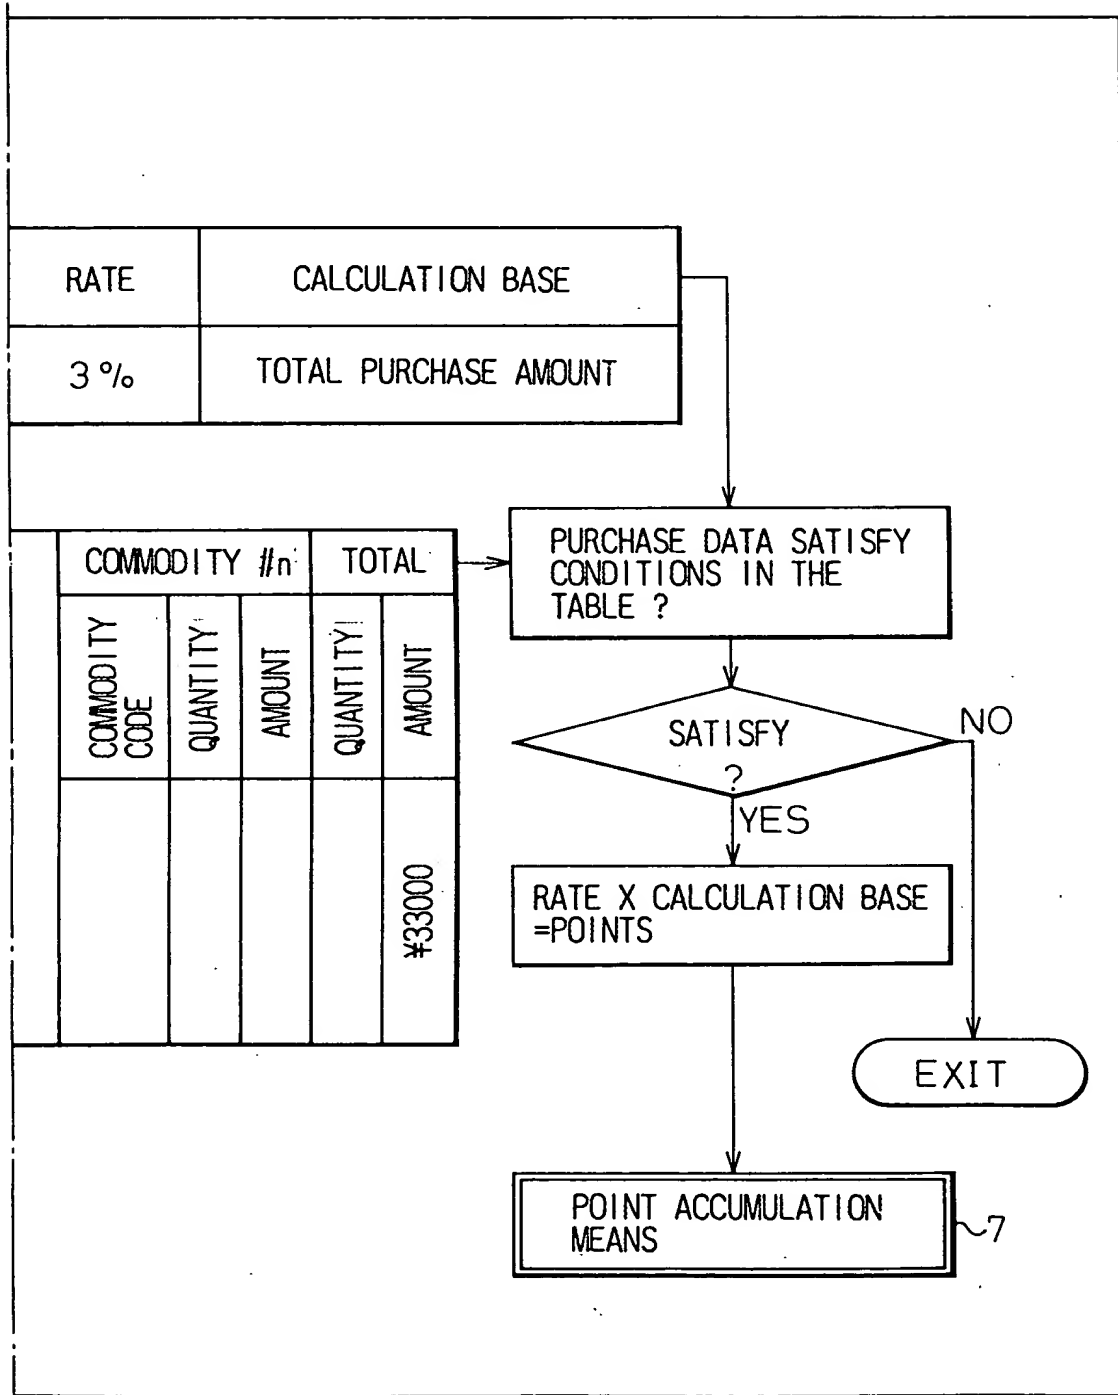 RATE
CALCULATION BASE
3%
TOTAL PURCHASE AMOUNT
COMMODITY #n
TOTAL
COMMODITY
CODE
QUANTITY
AMOUNT
QUANTITY
AMOUNT
¥33000
PURCHASE DATA SATISFY
CONDITIONS IN THE
TABLE ?
SATISFY
?
NO
YES
RATE X CALCULATION BASE
=POINTS
EXIT
POINT ACCUMULATION
MEANS
7